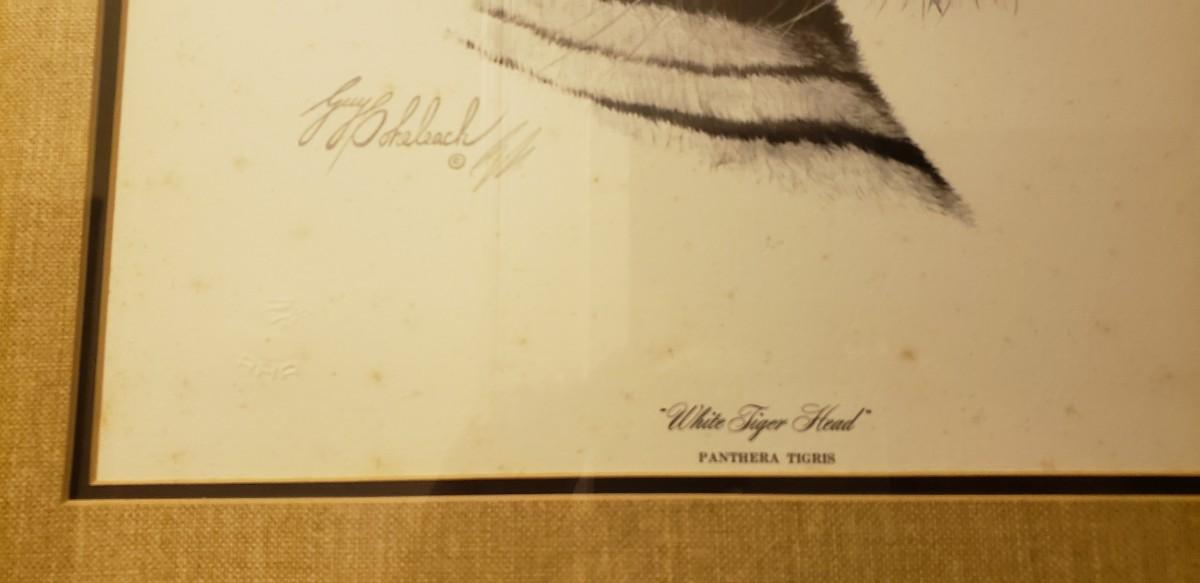 Guy Coheleach ©
"White Tiger Head"
PANTHERA TIGRIS